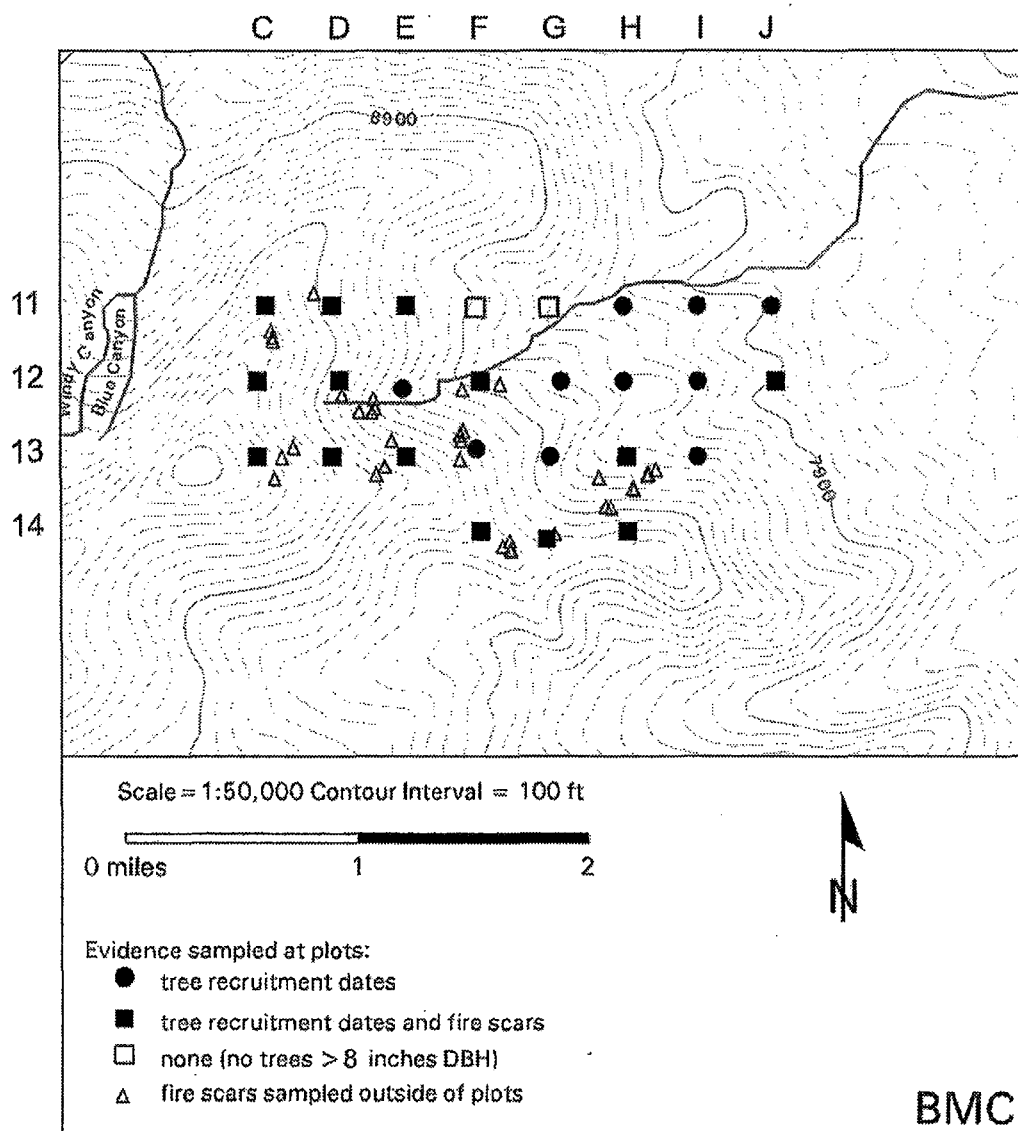 C D E F G H I J
8900
11
Windy Canyon
Blue Canyon
12
13
7900
14
Scale = 1:50,000 Contour Interval = 100 ft
0 miles 1 2
N
Evidence sampled at plots:
tree recruitment dates
tree recruitment dates and fire scars
none (no trees > 8 inches DBH)
fire scars sampled outside of plots
BMC